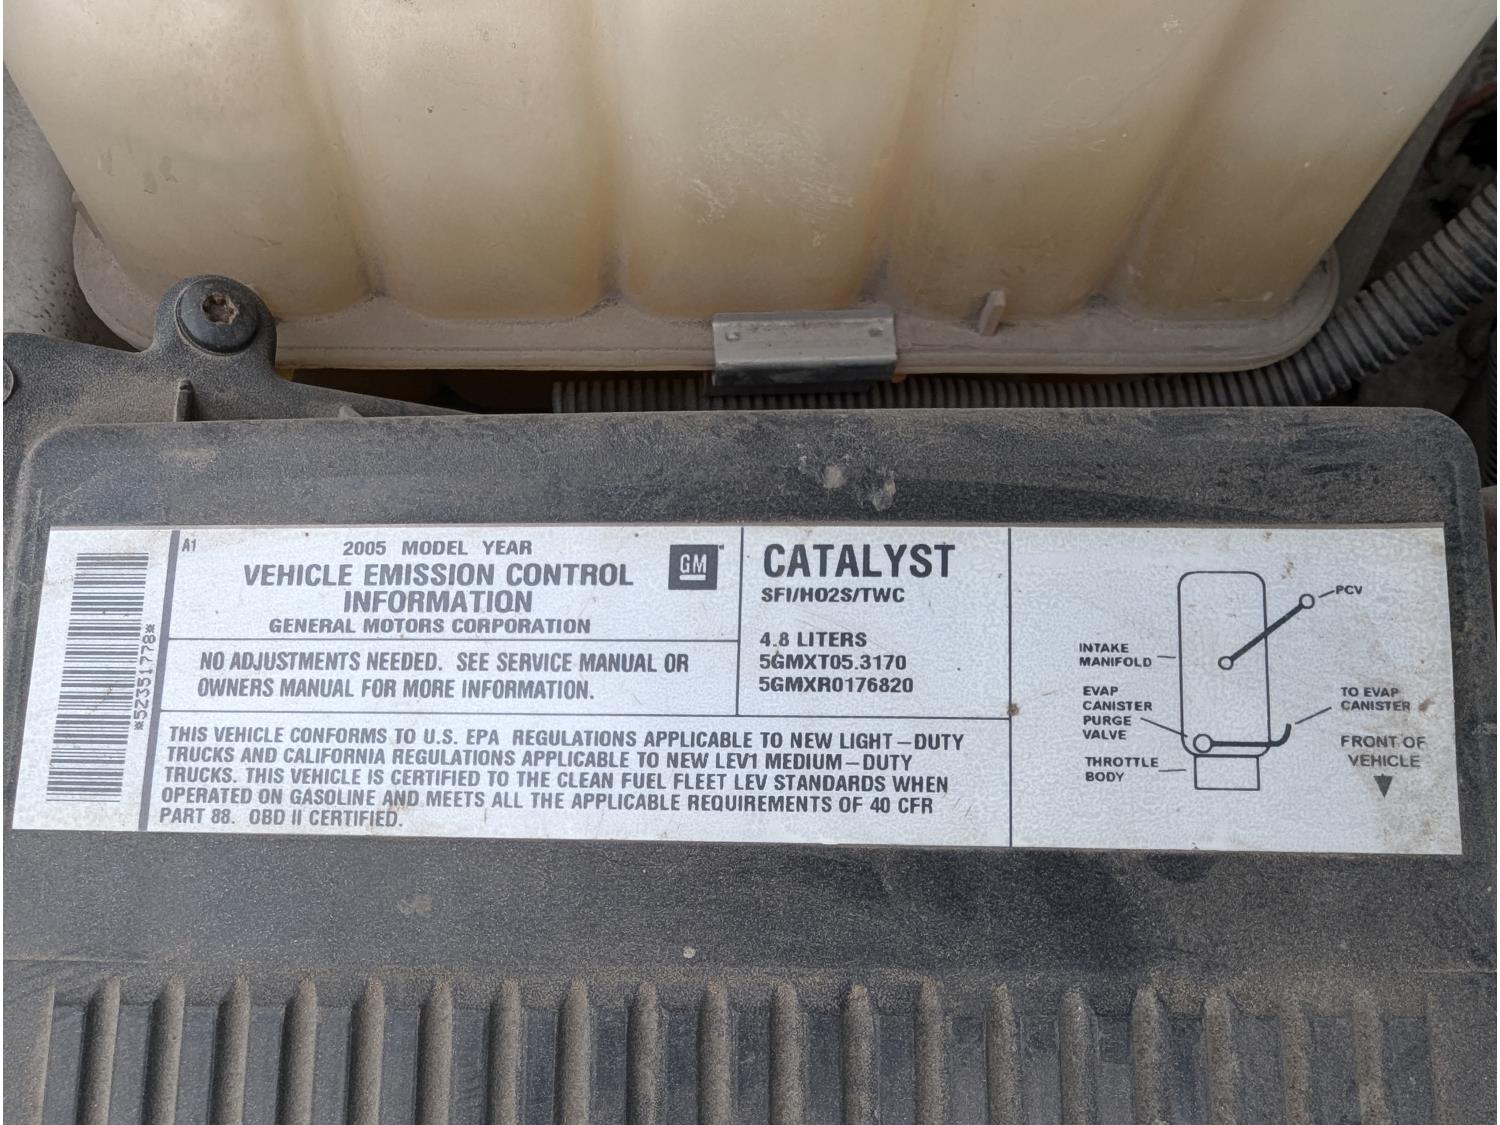 *52351778*
A1
2005 MODEL YEAR
VEHICLE EMISSION CONTROL
INFORMATION
GENERAL MOTORS CORPORATION
GM
NO ADJUSTMENTS NEEDED. SEE SERVICE MANUAL OR
OWNERS MANUAL FOR MORE INFORMATION.
CATALYST
SFI/HO2S/TWC
4.8 LITERS
5GMXT05.3170
5GMXR0176820
THIS VEHICLE CONFORMS TO U.S. EPA REGULATIONS APPLICABLE TO NEW LIGHT—DUTY
TRUCKS AND CALIFORNIA REGULATIONS APPLICABLE TO NEW LEV1 MEDIUM—DUTY
TRUCKS. THIS VEHICLE IS CERTIFIED TO THE CLEAN FUEL FLEET LEV STANDARDS WHEN
OPERATED ON GASOLINE AND MEETS ALL THE APPLICABLE REQUIREMENTS OF 40 CFR
PART 88. OBD II CERTIFIED.
PCV
INTAKE
MANIFOLD
EVAP
CANISTER
PURGE
VALVE
THROTTLE
BODY
TO EVAP
CANISTER
FRONT OF
VEHICLE